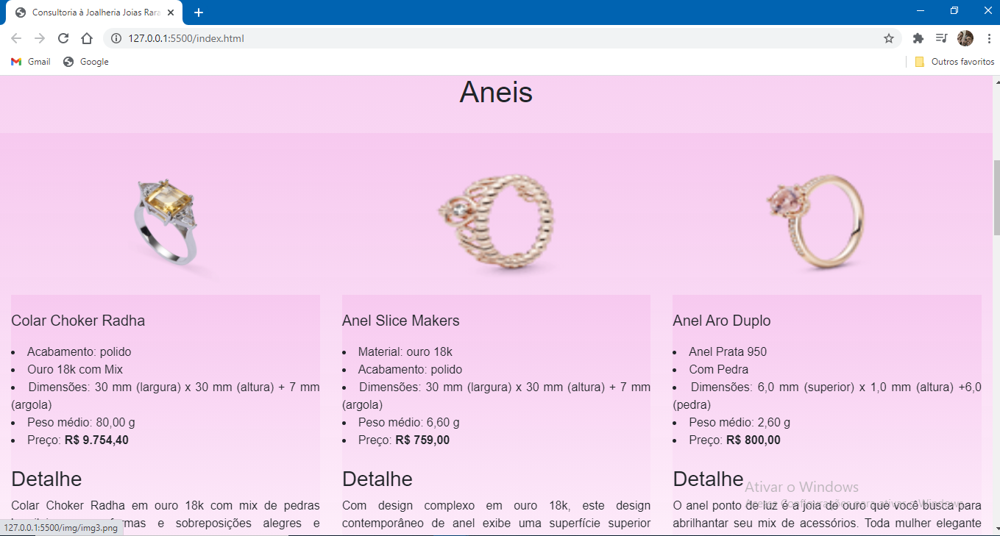 Consultoria à Joalheria Joias Rara
127.0.0.1:5500/index.html
Gmail
Google
Outros favoritos
Aneis
Colar Choker Radha
Acabamento: polido
Ouro 18k com Mix
Dimensões: 30 mm (largura) x 30 mm (altura) + 7 mm
(argola)
Peso médio: 80,00 g
Preço: R$ 9.754,40
Detalhe
Colar Choker Radha em ouro 18k com mix de pedras
formas e sobreposições alegres e
Anel Slice Makers
Material: ouro 18k
Acabamento: polido
Dimensões: 30 mm (largura) x 30 mm (altura) + 7 mm
(argola)
Peso médio: 6,60 g
Preço: R$ 759,00
Detalhe
Com design complexo em ouro 18k, este design
contemporâneo de anel exibe uma superfície superior
Anel Aro Duplo
Anel Prata 950
Com Pedra
Dimensões: 6,0 mm (superior) x 1,0 mm (altura) +6,0
(pedra)
Peso médio: 2,60 g
Preço: R$ 800,00
Detalhe
O anel ponto de luz é a joia de ouro que você busca para
abrilhantar seu mix de acessórios. Toda mulher elegante
Ativar o Windows
Acesse Configurações para ativar o Windows.
127.0.0.1:5500/img/img3.png